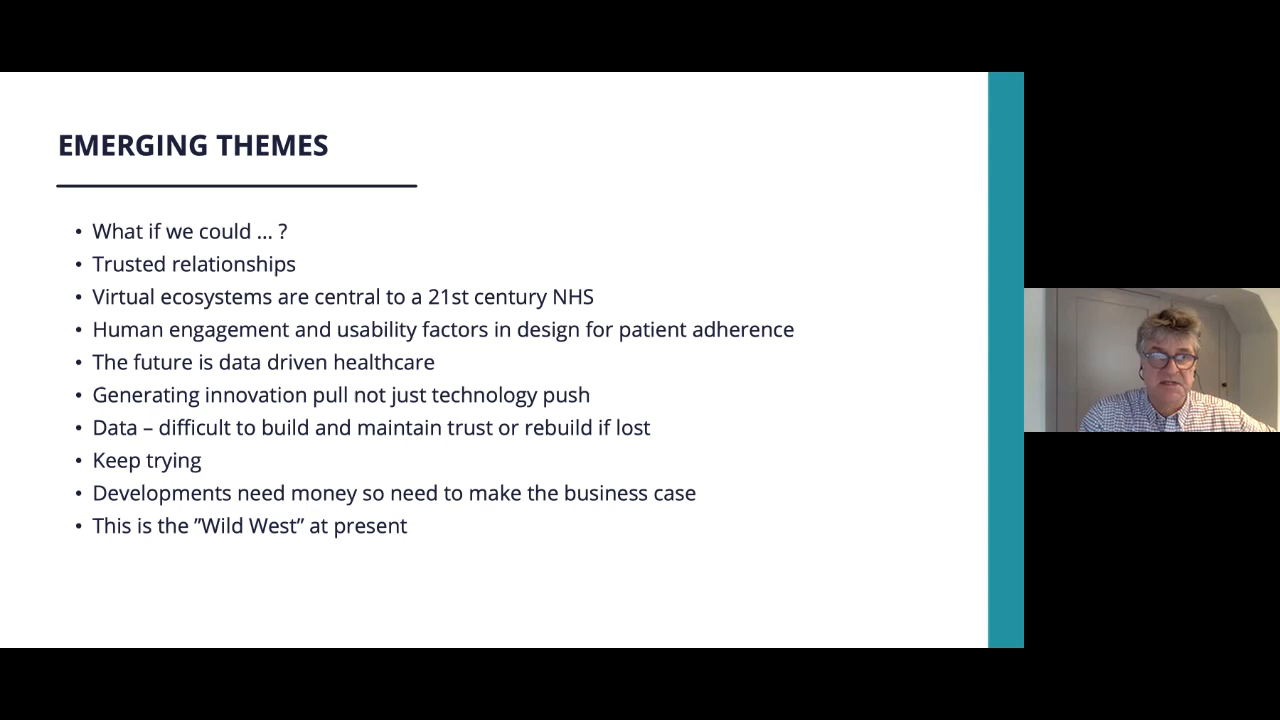 EMERGING THEMES
• What if we could ... ?
• Trusted relationships
• Virtual ecosystems are central to a 21st century NHS
• Human engagement and usability factors in design for patient adherence
• The future is data driven healthcare
• Generating innovation pull not just technology push
• Data – difficult to build and maintain trust or rebuild if lost
• Keep trying
• Developments need money so need to make the business case
• This is the ”Wild West” at present